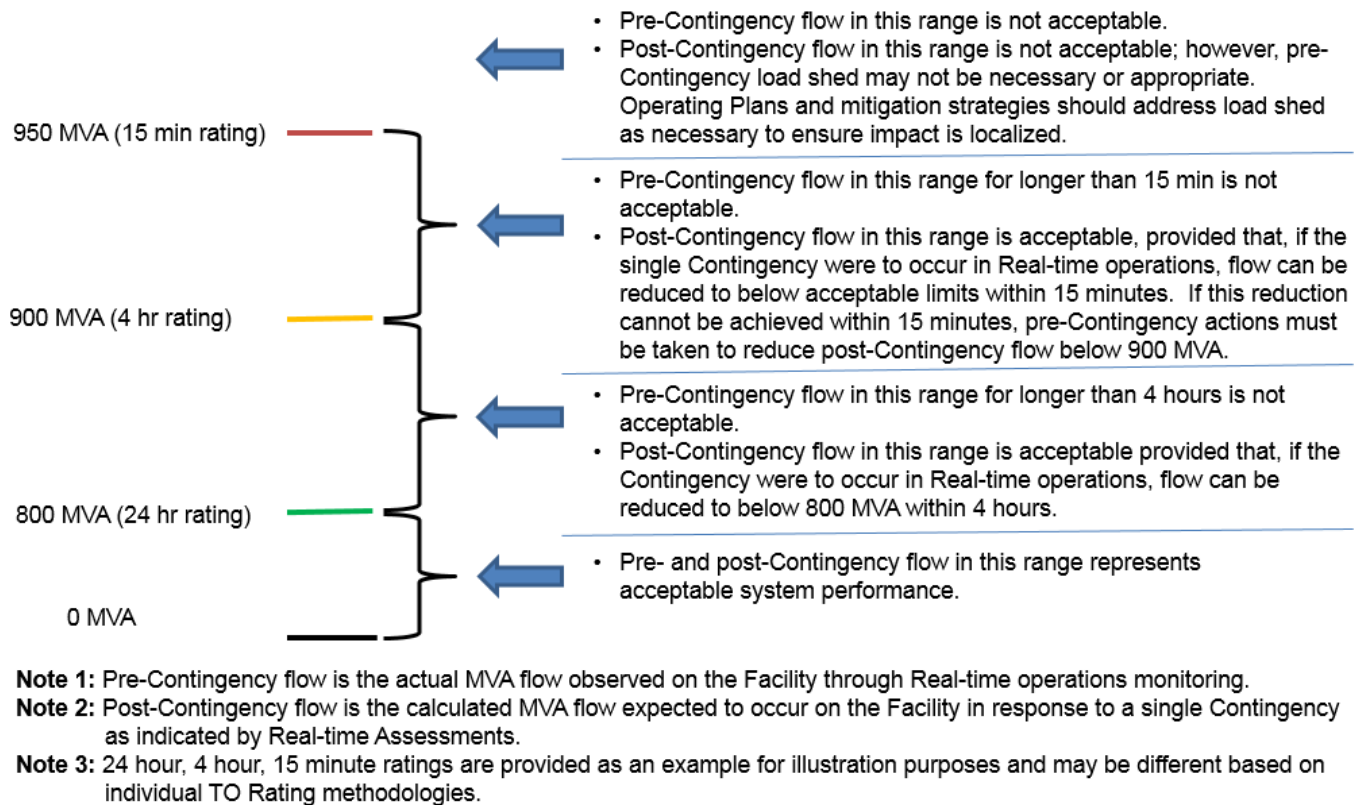 • Pre-Contingency flow in this range is not acceptable.
• Post-Contingency flow in this range is not acceptable; however, pre-
Contingency load shed may not be necessary or appropriate.
Operating Plans and mitigation strategies should address load shed
as necessary to ensure impact is localized.
950 MVA (15 min rating)
• Pre-Contingency flow in this range for longer than 15 min is not
acceptable.
• Post-Contingency flow in this range is acceptable, provided that, if the
single Contingency were to occur in Real-time operations, flow can be
reduced to below acceptable limits within 15 minutes.  If this reduction
cannot be achieved within 15 minutes, pre-Contingency actions must
be taken to reduce post-Contingency flow below 900 MVA.
900 MVA (4 hr rating)
• Pre-Contingency flow in this range for longer than 4 hours is not
acceptable.
• Post-Contingency flow in this range is acceptable provided that, if the
Contingency were to occur in Real-time operations, flow can be
reduced to below 800 MVA within 4 hours.
800 MVA (24 hr rating)
• Pre- and post-Contingency flow in this range represents
acceptable system performance.
0 MVA
Note 1: Pre-Contingency flow is the actual MVA flow observed on the Facility through Real-time operations monitoring.
Note 2: Post-Contingency flow is the calculated MVA flow expected to occur on the Facility in response to a single Contingency
as indicated by Real-time Assessments.
Note 3: 24 hour, 4 hour, 15 minute ratings are provided as an example for illustration purposes and may be different based on
individual TO Rating methodologies.